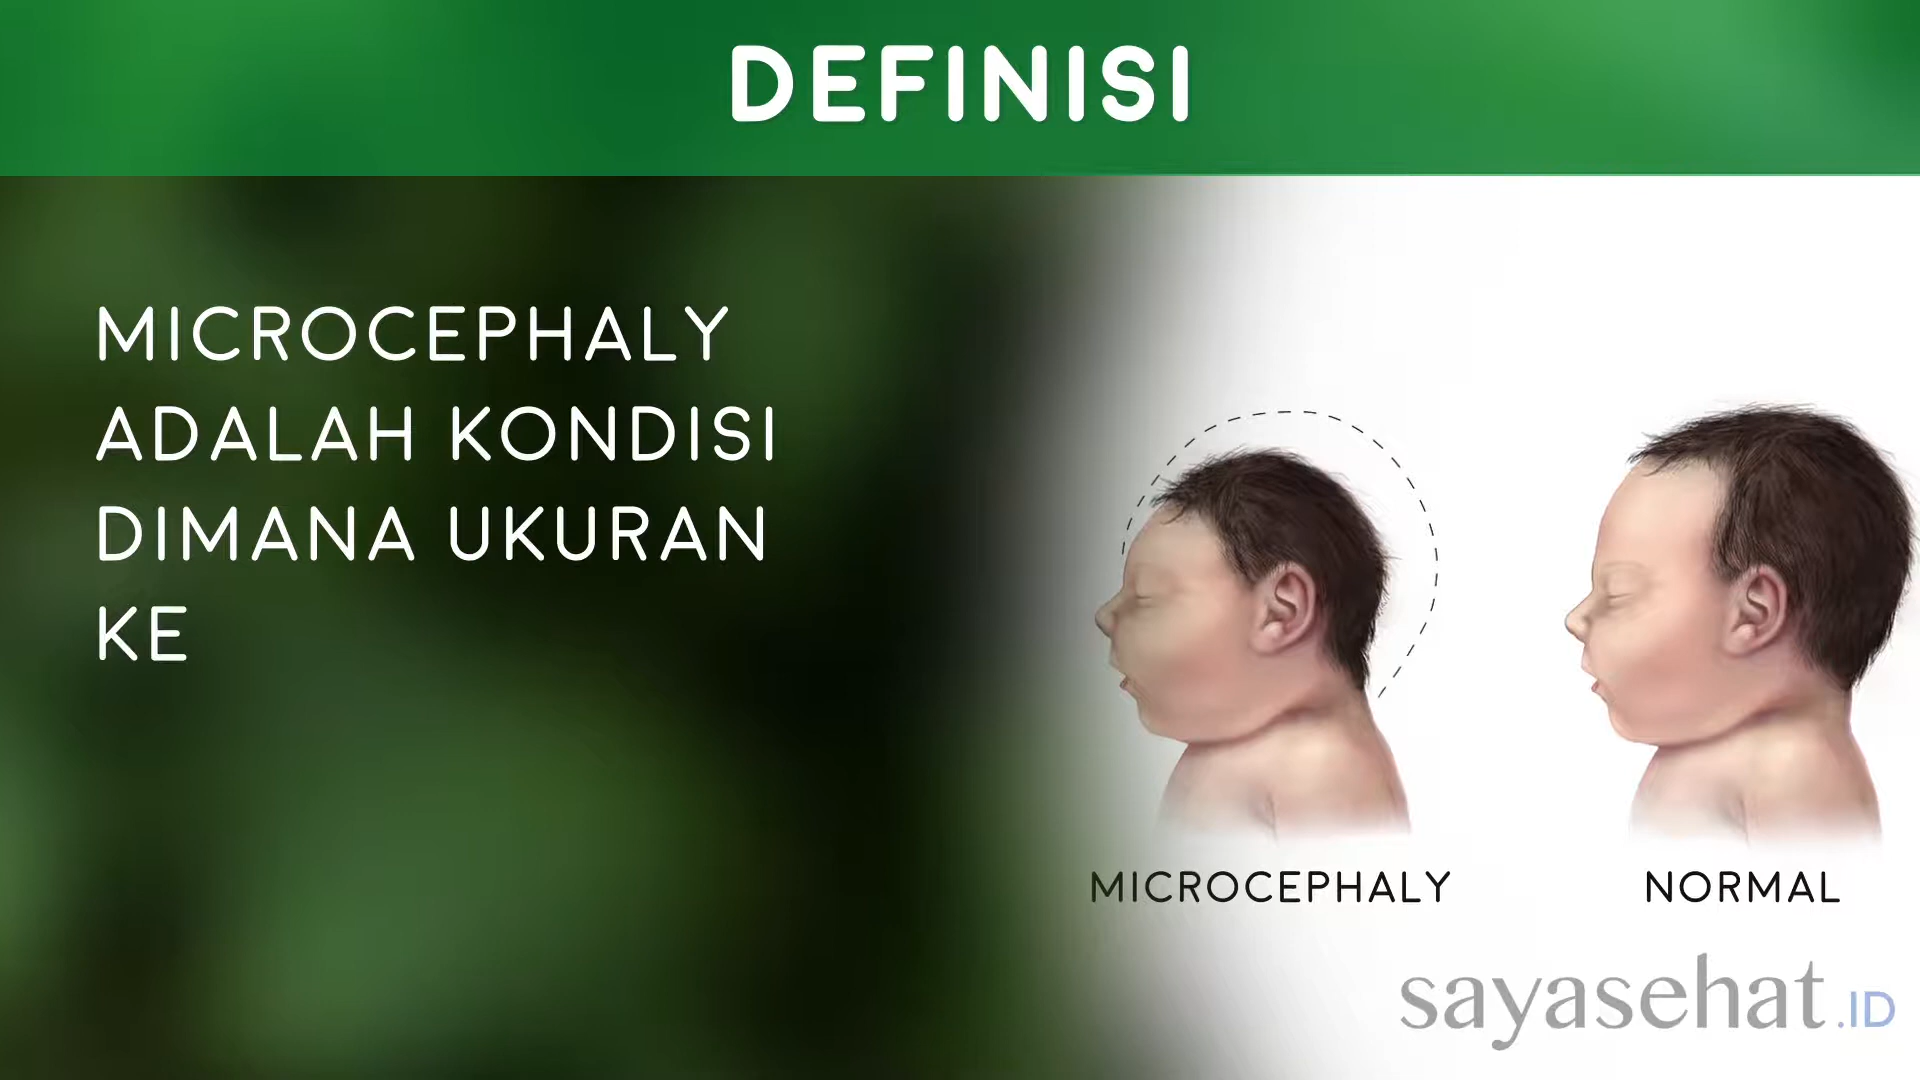 DEFINISI
MICROCEPHALY
ADALAH KONDISI
DIMANA UKURAN
KE
MICROCEPHALY
NORMAL
sayasehat.ID